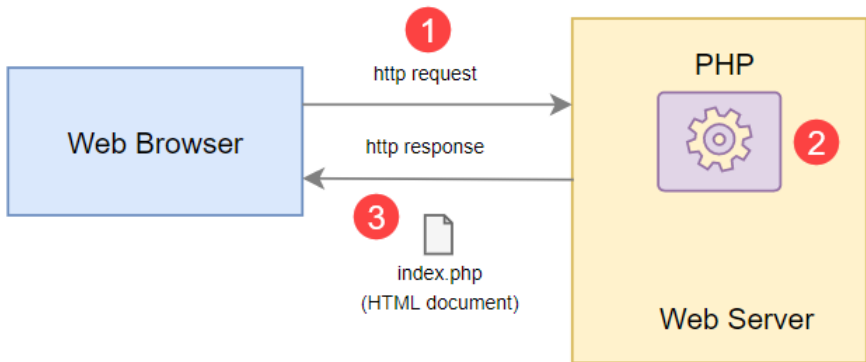 1
http request
PHP
Web Browser
http response
2
3
index.php
(HTML document)
Web Server